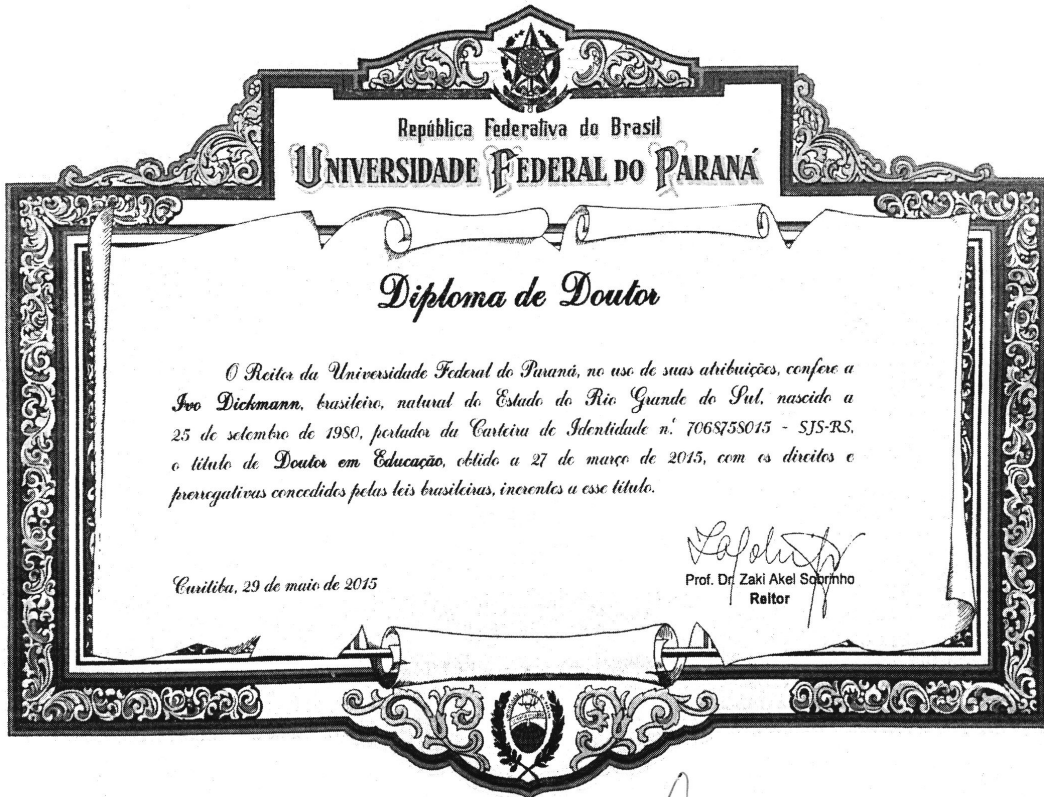 República Federativa do Brasil
UNIVERSIDADE FEDERAL DO PARANÁ
Diploma de Doutor
O Reitor da Universidade Federal do Paraná, no uso de suas atribuições, confere a
Ivo Dickmann, brasileiro, natural do Estado do Rio Grande do Sul, nascido a
25 de setembro de 1980, portador da Carteira de Identidade n.º 7068758015 - SJS-RS,
o título de Doutor em Educação, obtido a 27 de março de 2015, com os direitos e
prerrogativas concedidos pelas leis brasileiras, inerentes a esse título.
Curitiba, 29 de maio de 2015
Prof. Dr. Zaki Akel Sobrinho
Reitor